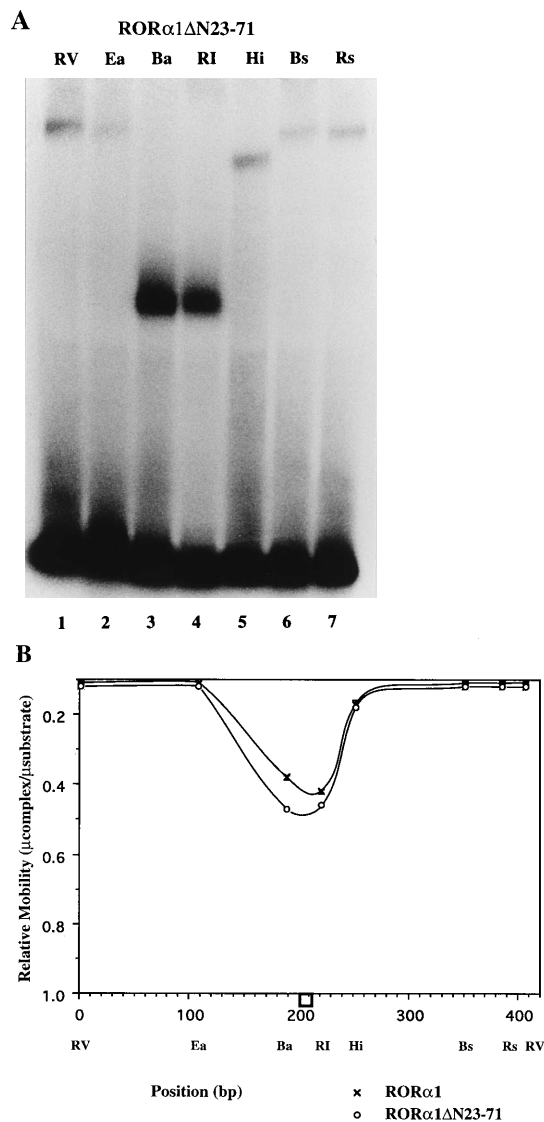 A
RORα1ΔN23-71
RV Ea Ba RI Hi Bs Rs
1 2 3 4 5 6 7
B
Relative Mobility (μcomplex/μsubstrate)
0.2
0.4
0.6
0.8
1.0
0 100 200 300 400
RV Ea Ba RI Hi Bs Rs RV
Position (bp)
x RORα1
o RORα1ΔN23-71